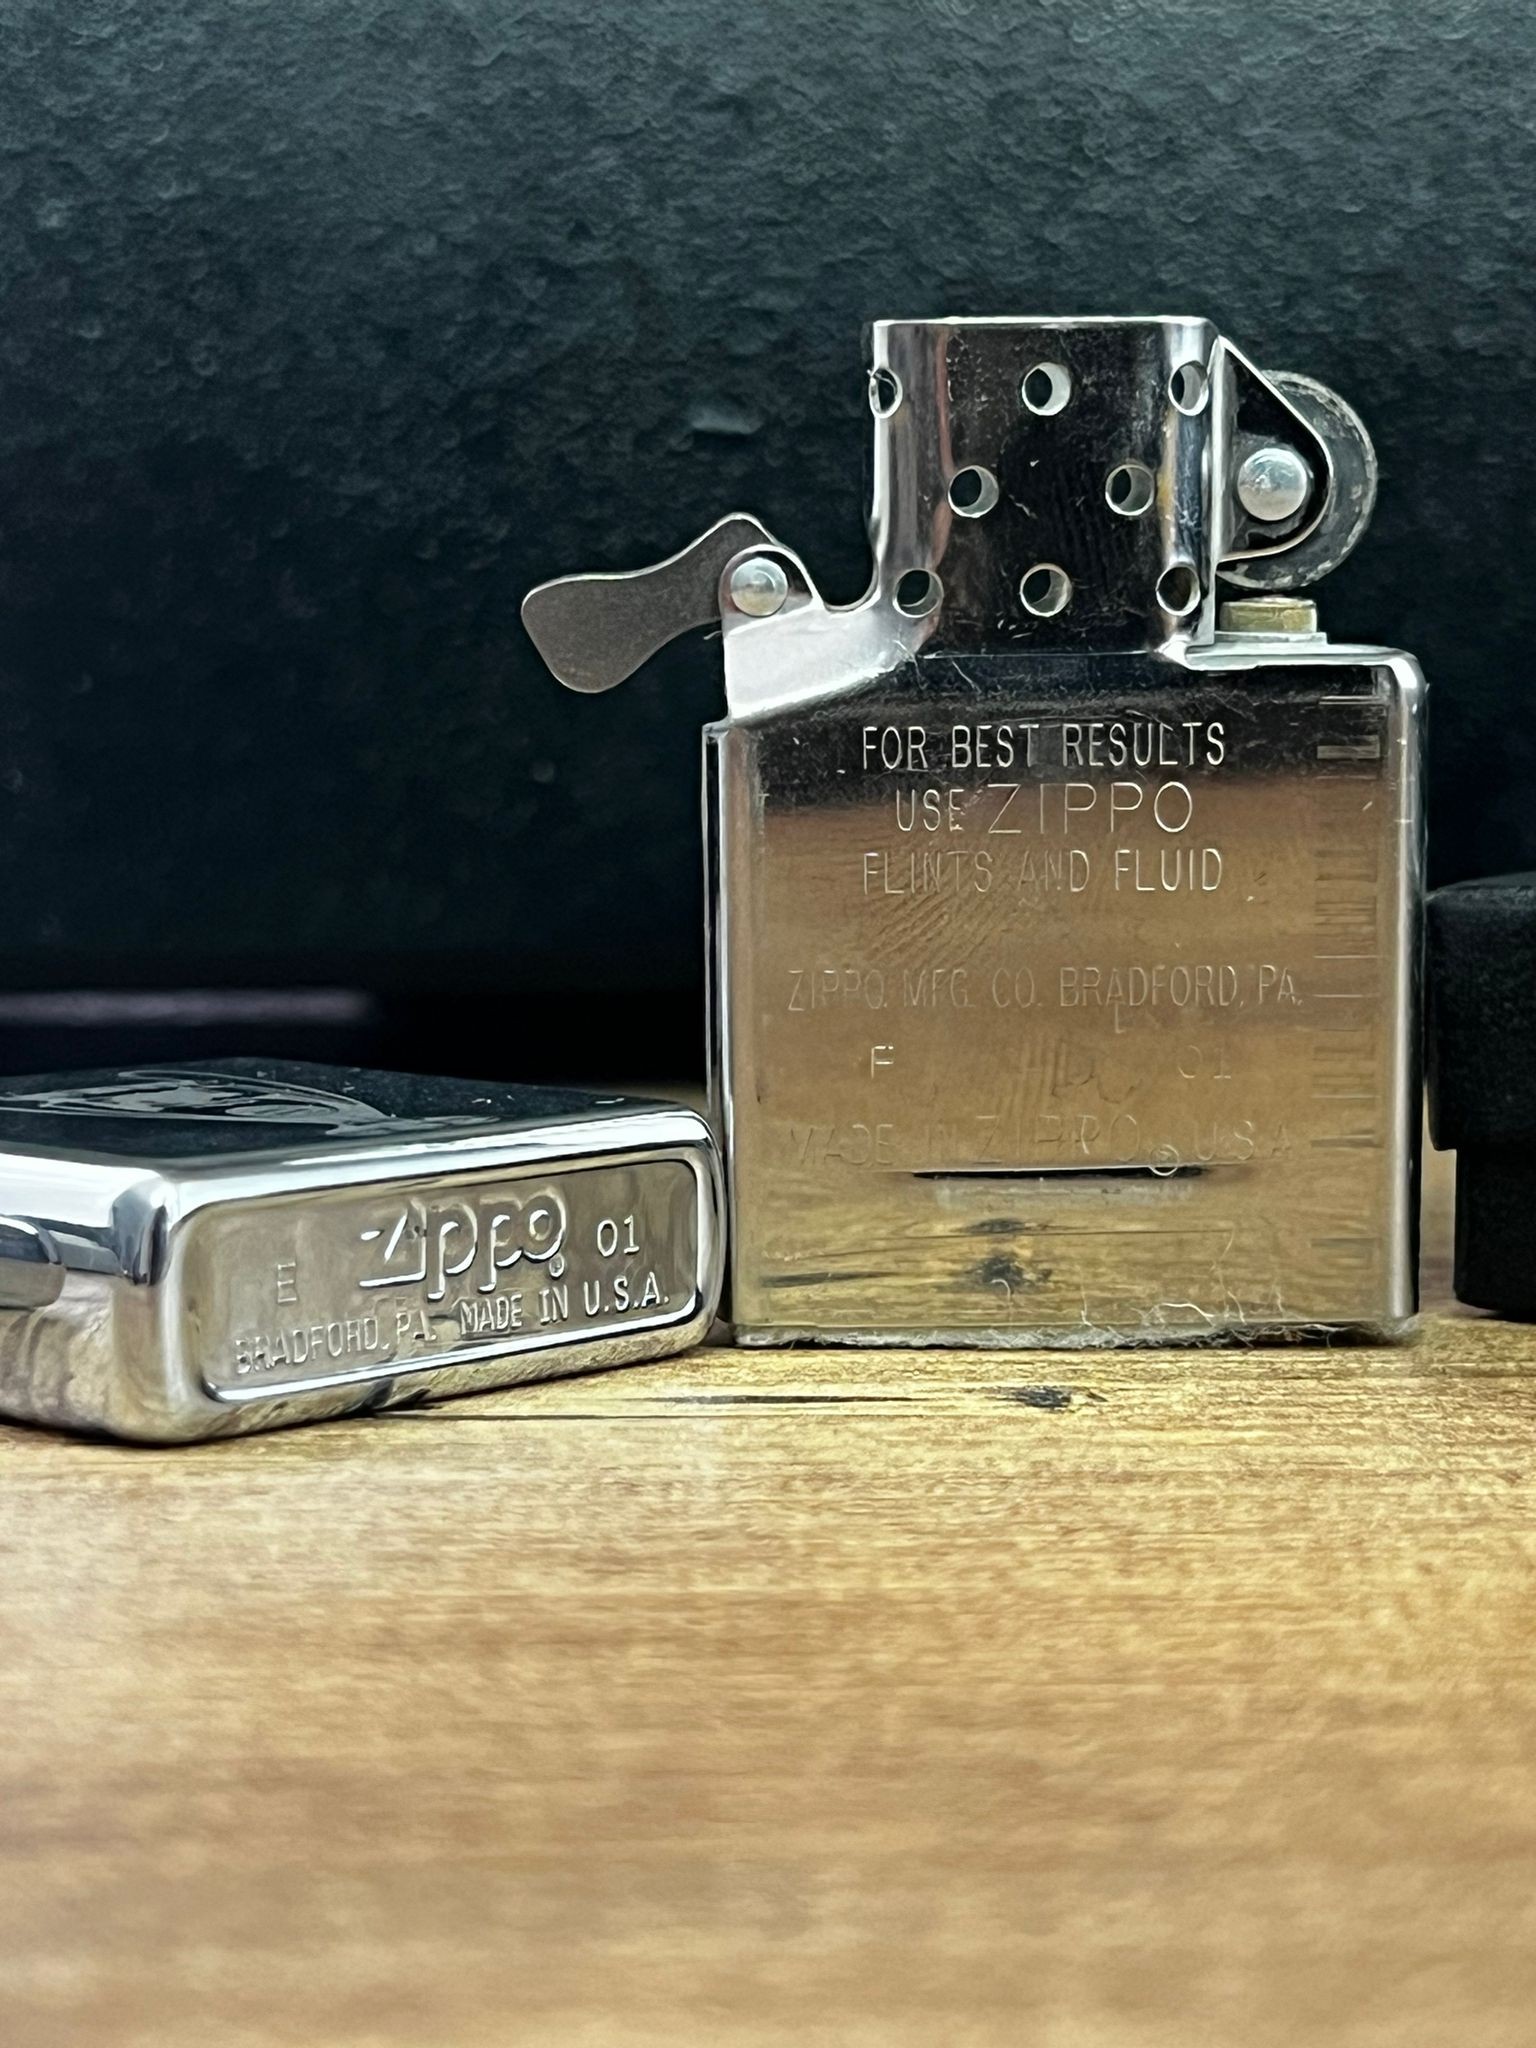 FOR BEST RESULTS
USE ZIPPO
FLINTS AND FLUID
ZIPPO MFG. CO. BRADFORD, PA.
F 01
MADE IN ZIPPO® U.S.A
E Zippo® 01
BRADFORD, PA. MADE IN U.S.A.